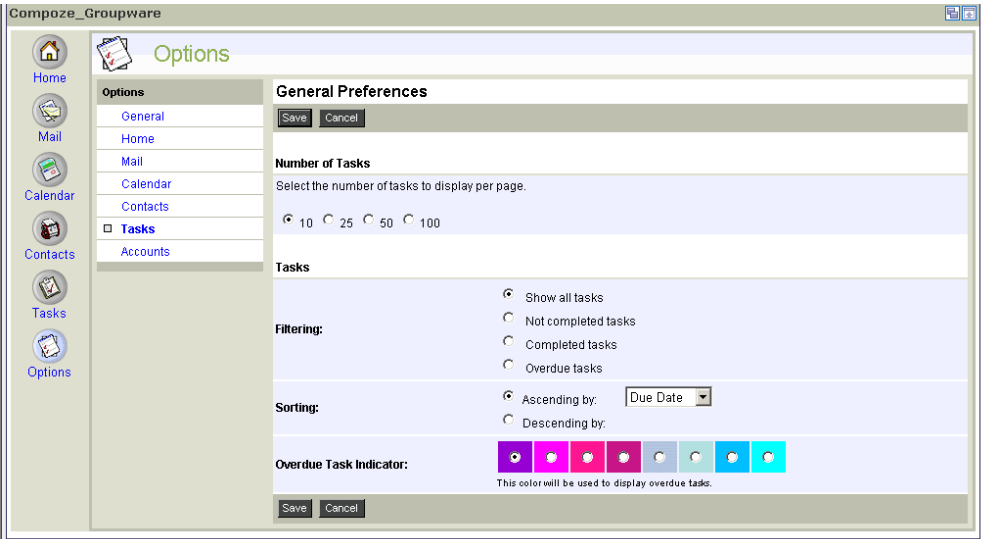 Compoze_Groupware
Home
Mail
Calendar
Contacts
Tasks
Options
Options
Options
General
Home
Mail
Calendar
Contacts
Tasks
Accounts
General Preferences
Save Cancel
Number of Tasks
Select the number of tasks to display per page.
10 25 50 100
Tasks
Filtering:
Show all tasks
Not completed tasks
Completed tasks
Overdue tasks
Sorting:
Ascending by: Due Date
Descending by:
Overdue Task Indicator:
This color will be used to display overdue tasks.
Save Cancel